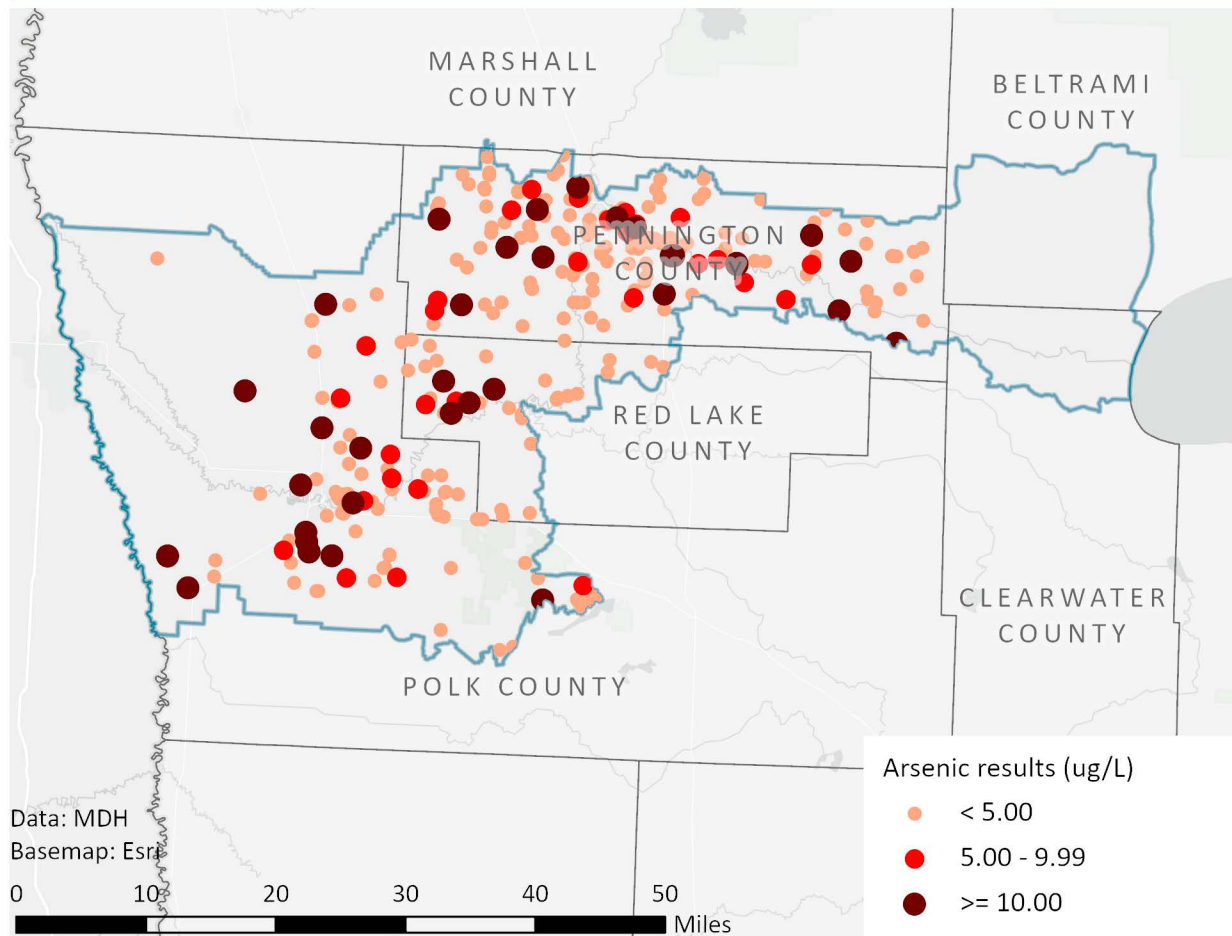 MARSHALL
COUNTY
BELTRAMI
COUNTY
PENNINGTON
COUNTY
RED LAKE
COUNTY
CLEARWATER
COUNTY
POLK COUNTY
Arsenic results (ug/L)
< 5.00
5.00 - 9.99
>= 10.00
Data: MDH
Basemap: Esri
0 10 20 30 40 50
Miles